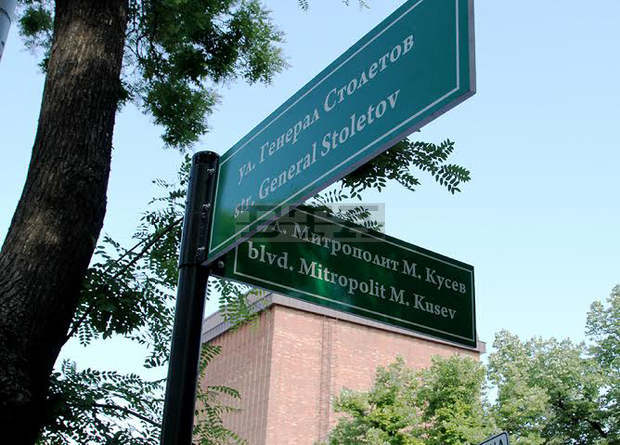 ул. Генерал Столетов
str. General Stoletov
. Митрополит М. Кусев
blvd. Mitropolit M. Kusev